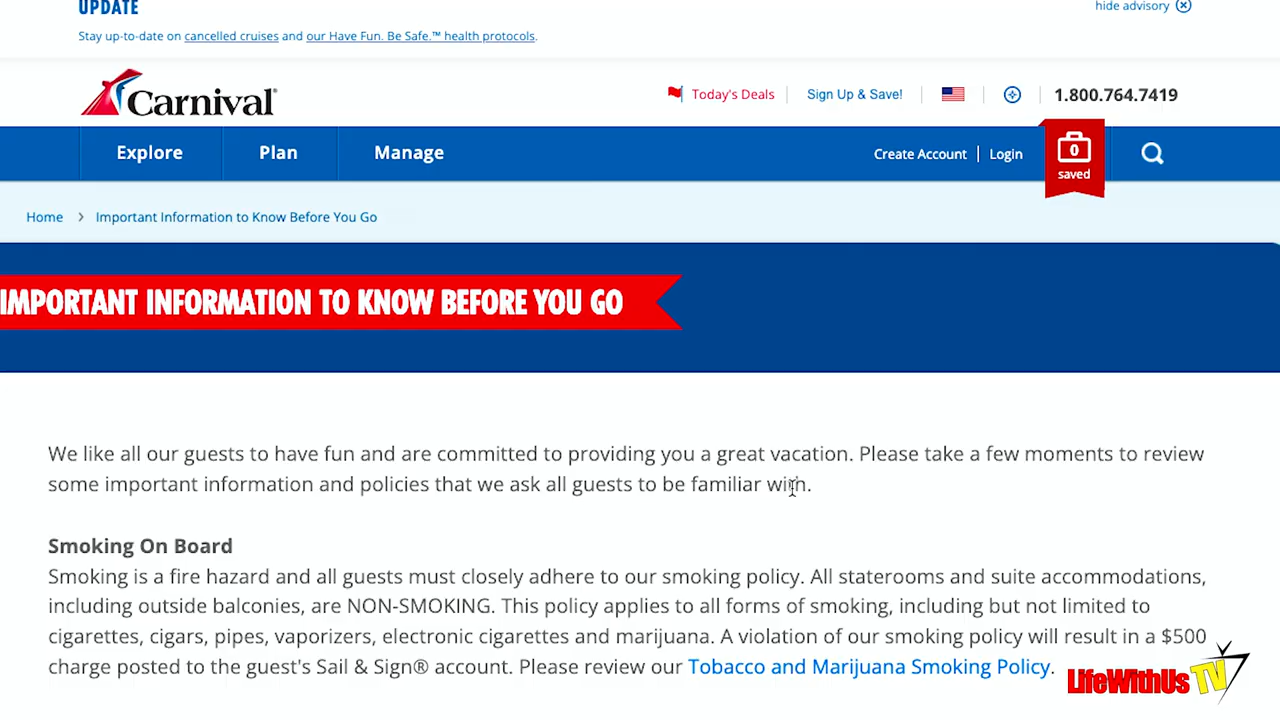 UPDATE
hide advisory
Stay up-to-date on cancelled cruises and our Have Fun. Be Safe.™ health protocols.
Carnival®
Today's Deals
Sign Up & Save!
1.800.764.7419
Explore
Plan
Manage
Create Account
Login
0
saved
Home
Important Information to Know Before You Go
IMPORTANT INFORMATION TO KNOW BEFORE YOU GO
We like all our guests to have fun and are committed to providing you a great vacation. Please take a few moments to review
some important information and policies that we ask all guests to be familiar with.
Smoking On Board
Smoking is a fire hazard and all guests must closely adhere to our smoking policy. All staterooms and suite accommodations,
including outside balconies, are NON-SMOKING. This policy applies to all forms of smoking, including but not limited to
cigarettes, cigars, pipes, vaporizers, electronic cigarettes and marijuana. A violation of our smoking policy will result in a $500
charge posted to the guest's Sail & Sign® account. Please review our Tobacco and Marijuana Smoking Policy.
LifeWithUs TV